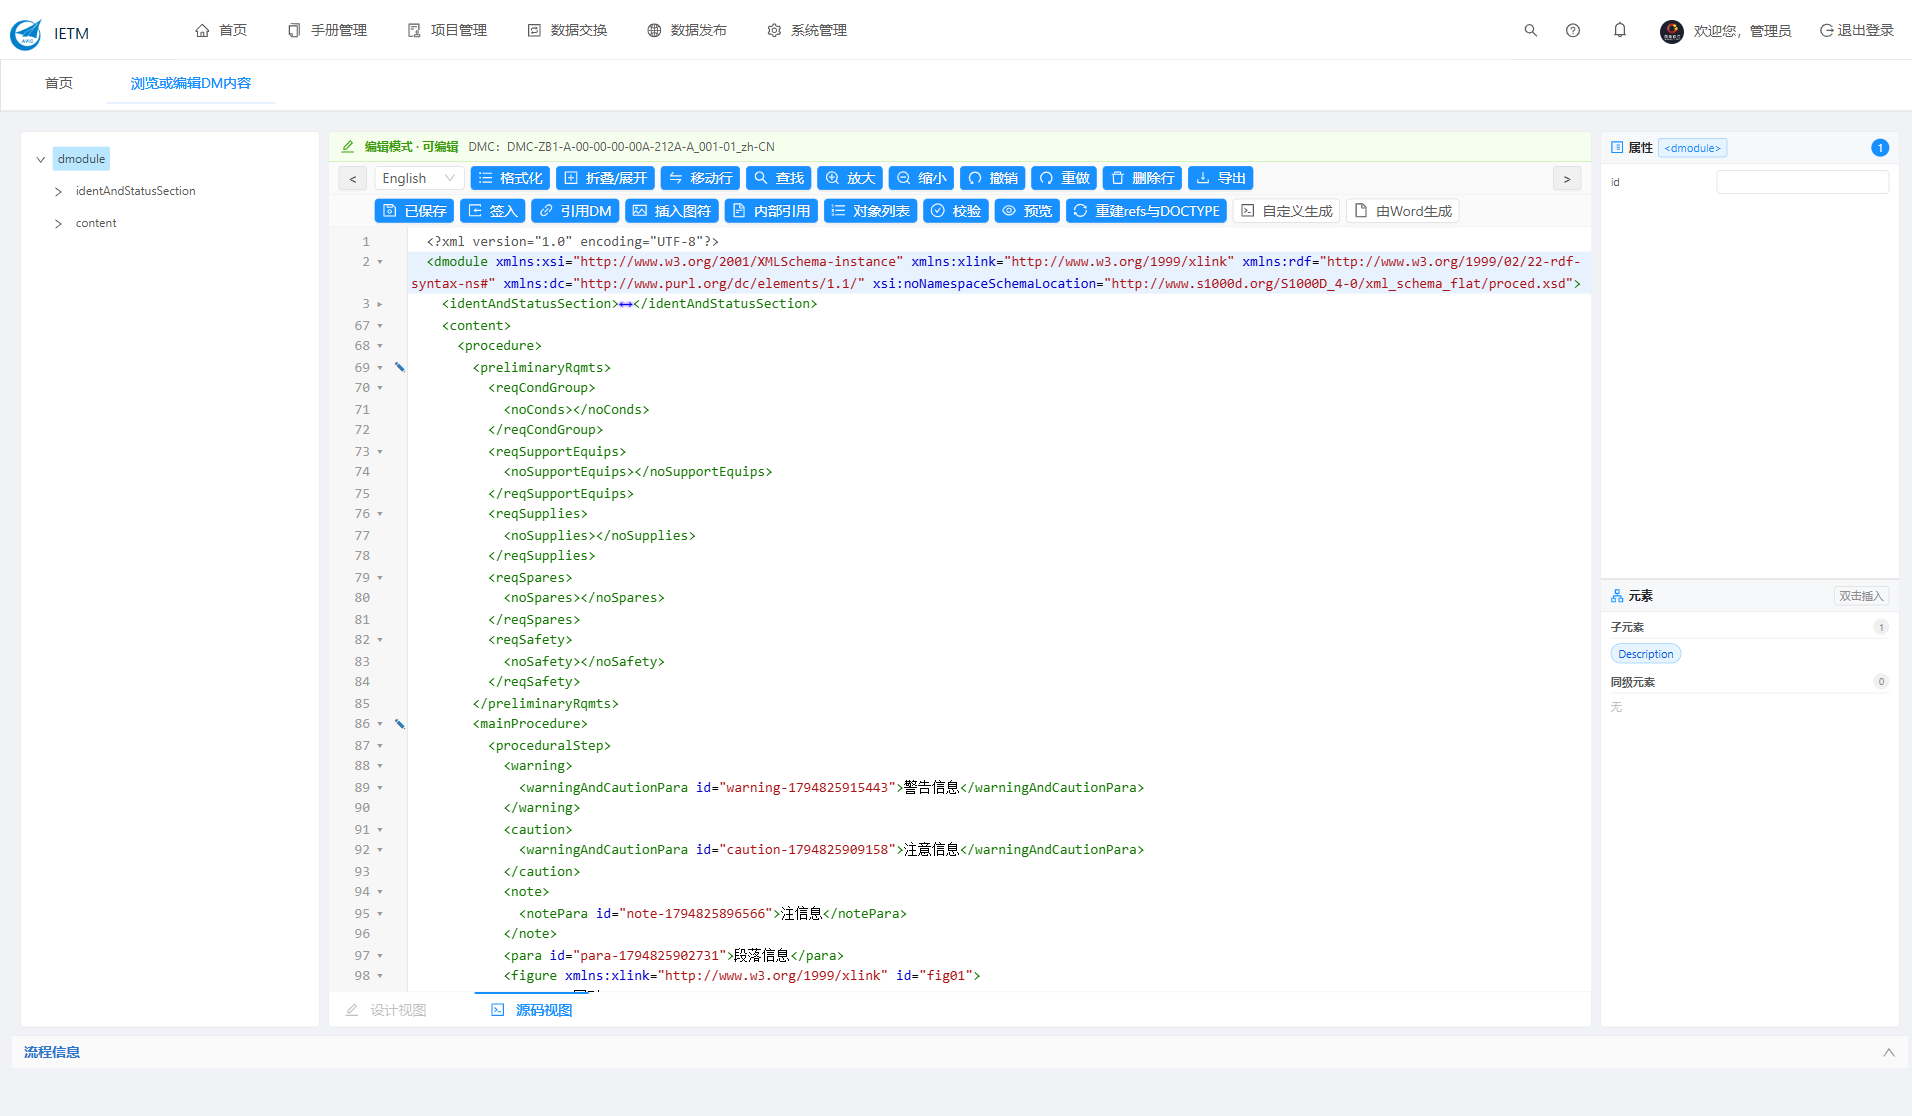 IETM
首页
手册管理
项目管理
数据交换
数据发布
系统管理
欢迎您，管理员
退出登录
首页
浏览或编辑DM内容
dmodule
identAndStatusSection
content
编辑模式 · 可编辑 DMC: DMC-ZB1-A-00-00-00-00A-212A-A_001-01_zh-CN
< English 格式化 折叠/展开 移动行 查找 放大 缩小 撤销 重做 删除行 导出 >
已保存 签入 引用DM 插入图符 内部引用 对象列表 校验 预览 重建refs与DOCTYPE 自定义生成 由Word生成
1 <?xml version="1.0" encoding="UTF-8"?>
2 <dmodule xmlns:xsi="http://www.w3.org/2001/XMLSchema-instance" xmlns:xlink="http://www.w3.org/1999/xlink" xmlns:rdf="http://www.w3.org/1999/02/22-rdf-
syntax-ns#" xmlns:dc="http://www.purl.org/dc/elements/1.1/" xsi:noNamespaceSchemaLocation="http://www.s1000d.org/S1000D_4-0/xml_schema_flat/proced.xsd">
3 <identAndStatusSection>↔</identAndStatusSection>
67 <content>
68 <procedure>
69 <preliminaryRqmts>
70 <reqCondGroup>
71 <noConds></noConds>
72 </reqCondGroup>
73 <reqSupportEquips>
74 <noSupportEquips></noSupportEquips>
75 </reqSupportEquips>
76 <reqSupplies>
77 <noSupplies></noSupplies>
78 </reqSupplies>
79 <reqSpares>
80 <noSpares></noSpares>
81 </reqSpares>
82 <reqSafety>
83 <noSafety></noSafety>
84 </reqSafety>
85 </preliminaryRqmts>
86 <mainProcedure>
87 <proceduralStep>
88 <warning>
89 <warningAndCautionPara id="warning-1794825915443">警告信息</warningAndCautionPara>
90 </warning>
91 <caution>
92 <warningAndCautionPara id="caution-1794825909158">注意信息</warningAndCautionPara>
93 </caution>
94 <note>
95 <notePara id="note-1794825896566">注信息</notePara>
96 </note>
97 <para id="para-1794825902731">段落信息</para>
98 <figure xmlns:xlink="http://www.w3.org/1999/xlink" id="fig01">
设计视图
源码视图
属性 <dmodule> 1
id
元素 双击插入
子元素 1
Description
同级元素 0
无
流程信息